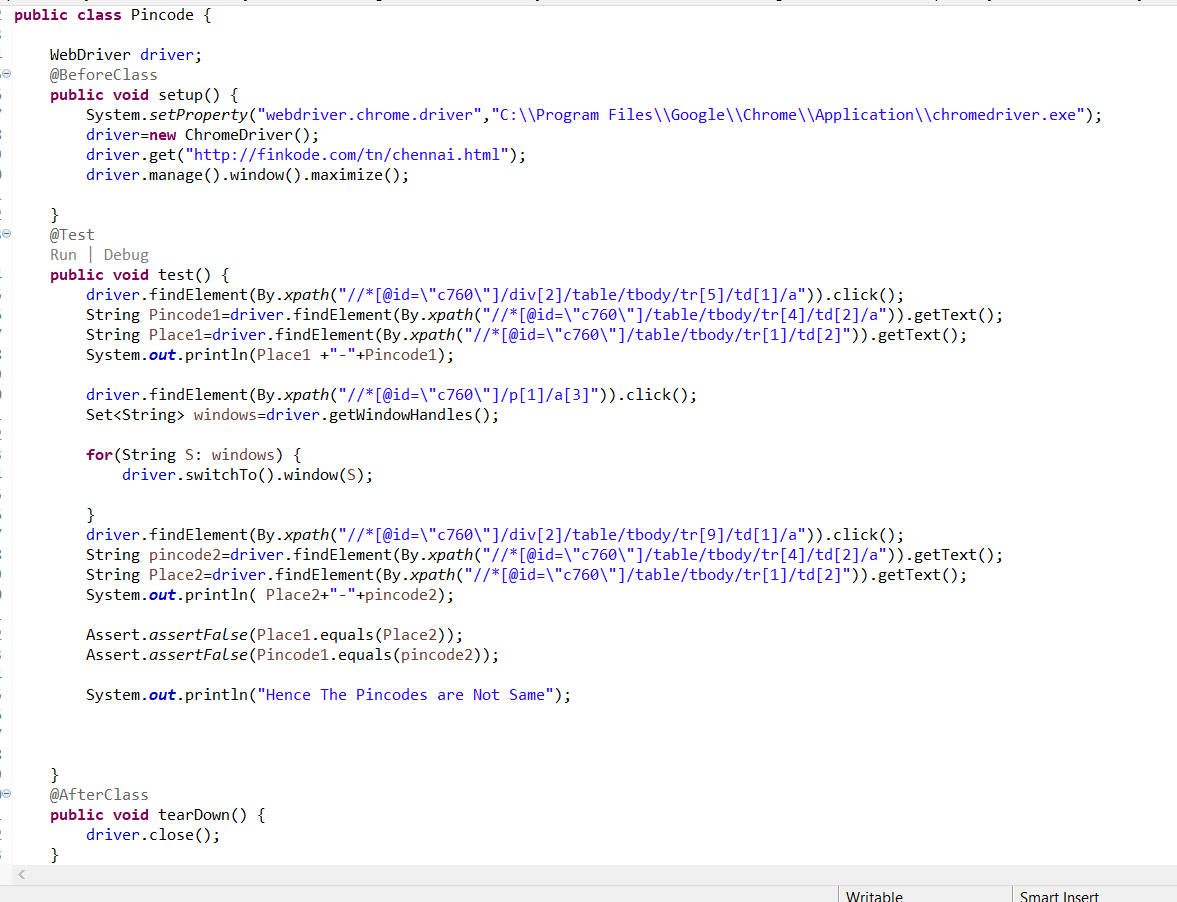 public class Pincode {
WebDriver driver;
@BeforeClass
public void setup() {
System.setProperty("webdriver.chrome.driver","C:\\Program Files\\Google\\Chrome\\Application\\chromedriver.exe");
driver=new ChromeDriver();
driver.get("http://finkode.com/tn/chennai.html");
driver.manage().window().maximize();
}
@Test
Run | Debug
public void test() {
driver.findElement(By.xpath("//*[@id=\"c760\"]/div[2]/table/tbody/tr[5]/td[1]/a")).click();
String Pincode1=driver.findElement(By.xpath("//*[@id=\"c760\"]/table/tbody/tr[4]/td[2]/a")).getText();
String Place1=driver.findElement(By.xpath("//*[@id=\"c760\"]/table/tbody/tr[1]/td[2]")).getText();
System.out.println(Place1 +"-"+Pincode1);
driver.findElement(By.xpath("//*[@id=\"c760\"]/p[1]/a[3]")).click();
Set<String> windows=driver.getWindowHandles();
for(String S: windows) {
driver.switchTo().window(S);
}
driver.findElement(By.xpath("//*[@id=\"c760\"]/div[2]/table/tbody/tr[9]/td[1]/a")).click();
String pincode2=driver.findElement(By.xpath("//*[@id=\"c760\"]/table/tbody/tr[4]/td[2]/a")).getText();
String Place2=driver.findElement(By.xpath("//*[@id=\"c760\"]/table/tbody/tr[1]/td[2]")).getText();
System.out.println( Place2+"-"+pincode2);
Assert.assertFalse(Place1.equals(Place2));
Assert.assertFalse(Pincode1.equals(pincode2));
System.out.println("Hence The Pincodes are Not Same");
}
@AfterClass
public void tearDown() {
driver.close();
}
Writable Smart Insert